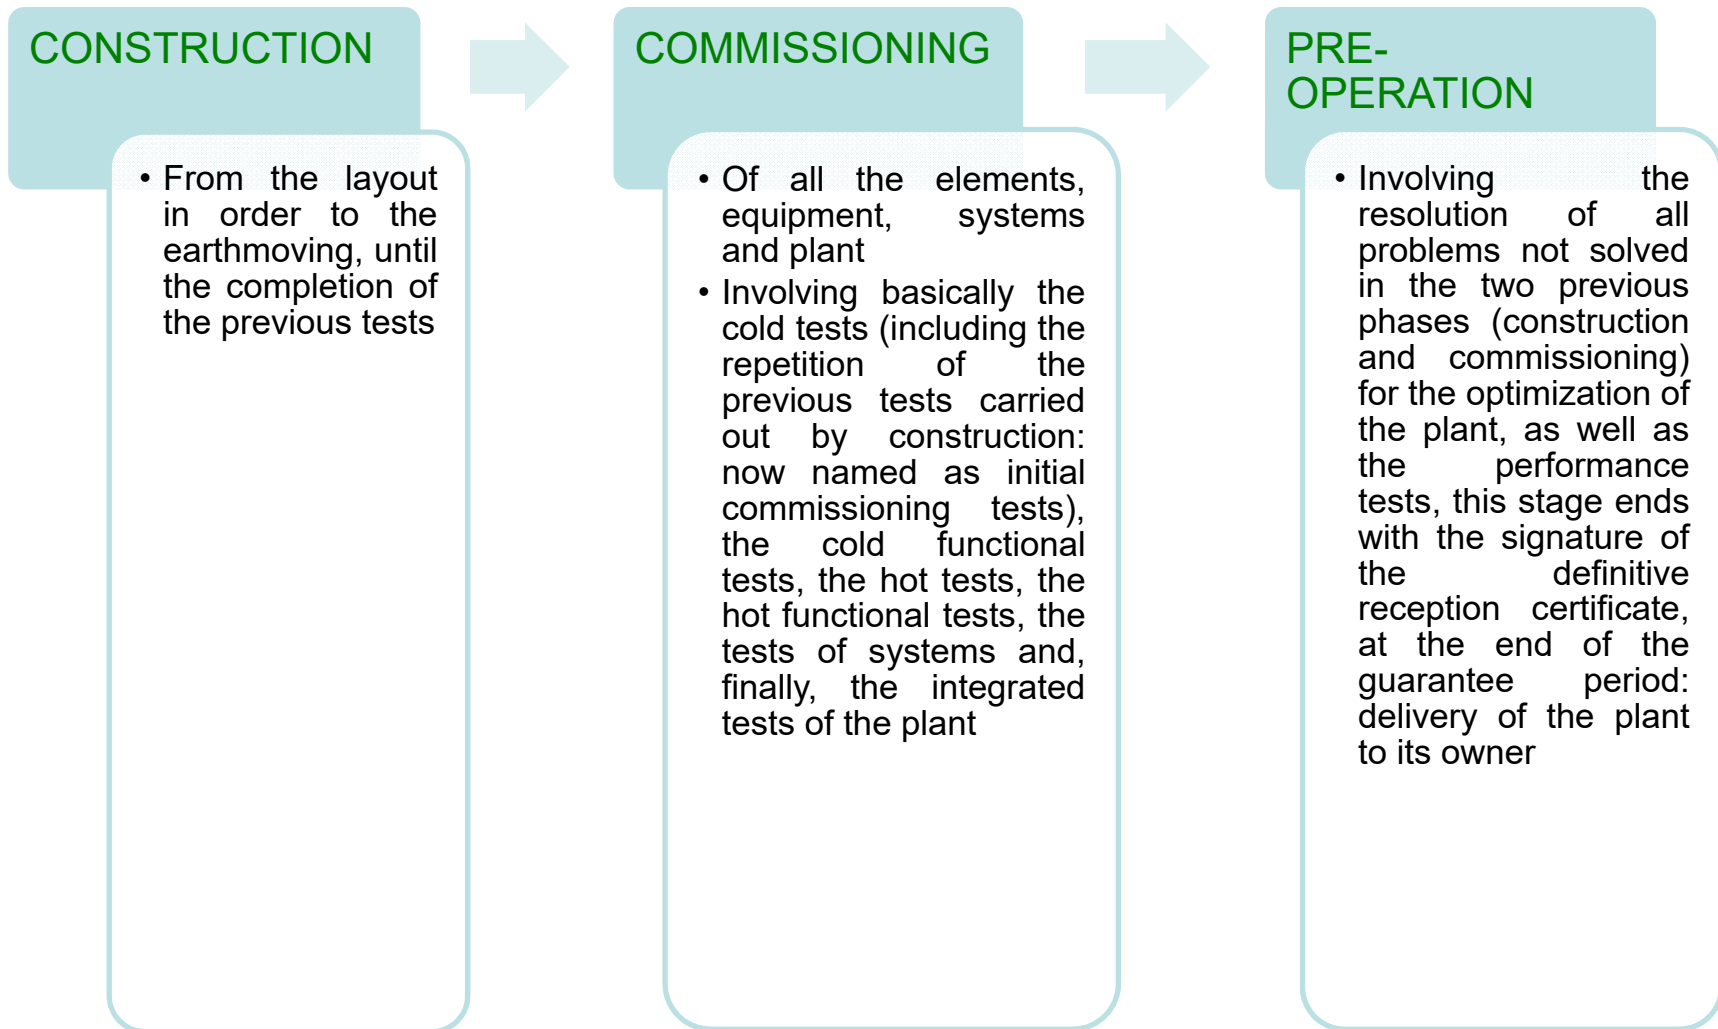 CONSTRUCTION
• From the layout
in order to the
earthmoving, until
the completion of
the previous tests
COMMISSIONING
• Of all the elements,
equipment, systems
and plant
• Involving basically the
cold tests (including the
repetition of the
previous tests carried
out by construction:
now named as initial
commissioning tests),
the cold functional
tests, the hot tests, the
hot functional tests, the
tests of systems and,
finally, the integrated
tests of the plant
PRE-
OPERATION
• Involving the
resolution of all
problems not solved
in the two previous
phases (construction
and commissioning)
for the optimization of
the plant, as well as
the performance
tests, this stage ends
with the signature of
the definitive
reception certificate,
at the end of the
guarantee period:
delivery of the plant
to its owner